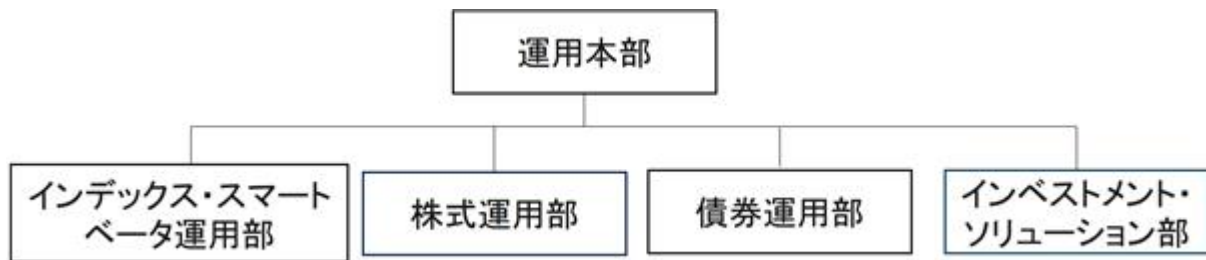 運用本部
インデックス・スマート
ベータ運用部
株式運用部
債券運用部
インベストメント・
ソリューション部